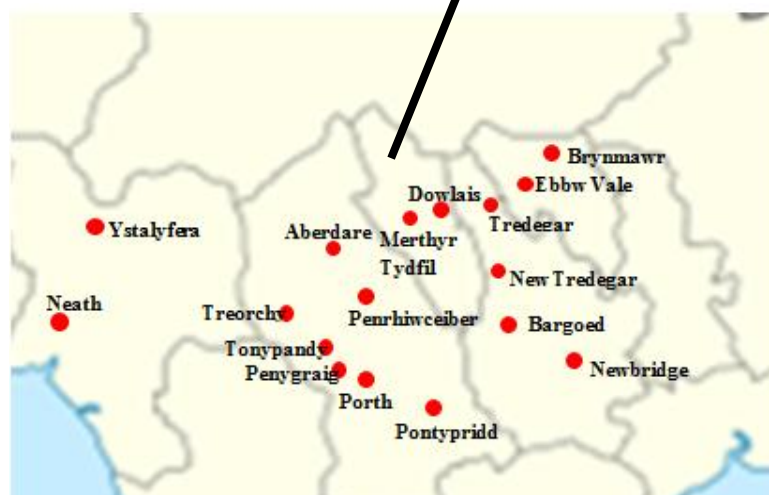 Brynmawr
Ebbw Vale
Dowlais
Tredegar
Ystalyfera
Aberdare
Merthyr
Tydfil
New Tredegar
Neath
Treorchy
Penrhiwceiber
Bargoed
Tonypandy
Penygraig
Newbridge
Porth
Pontypridd